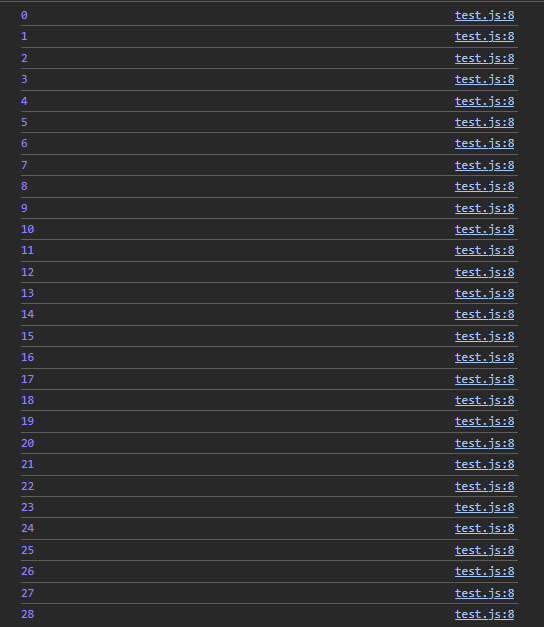 0 test.js:8
1 test.js:8
2 test.js:8
3 test.js:8
4 test.js:8
5 test.js:8
6 test.js:8
7 test.js:8
8 test.js:8
9 test.js:8
10 test.js:8
11 test.js:8
12 test.js:8
13 test.js:8
14 test.js:8
15 test.js:8
16 test.js:8
17 test.js:8
18 test.js:8
19 test.js:8
20 test.js:8
21 test.js:8
22 test.js:8
23 test.js:8
24 test.js:8
25 test.js:8
26 test.js:8
27 test.js:8
28 test.js:8